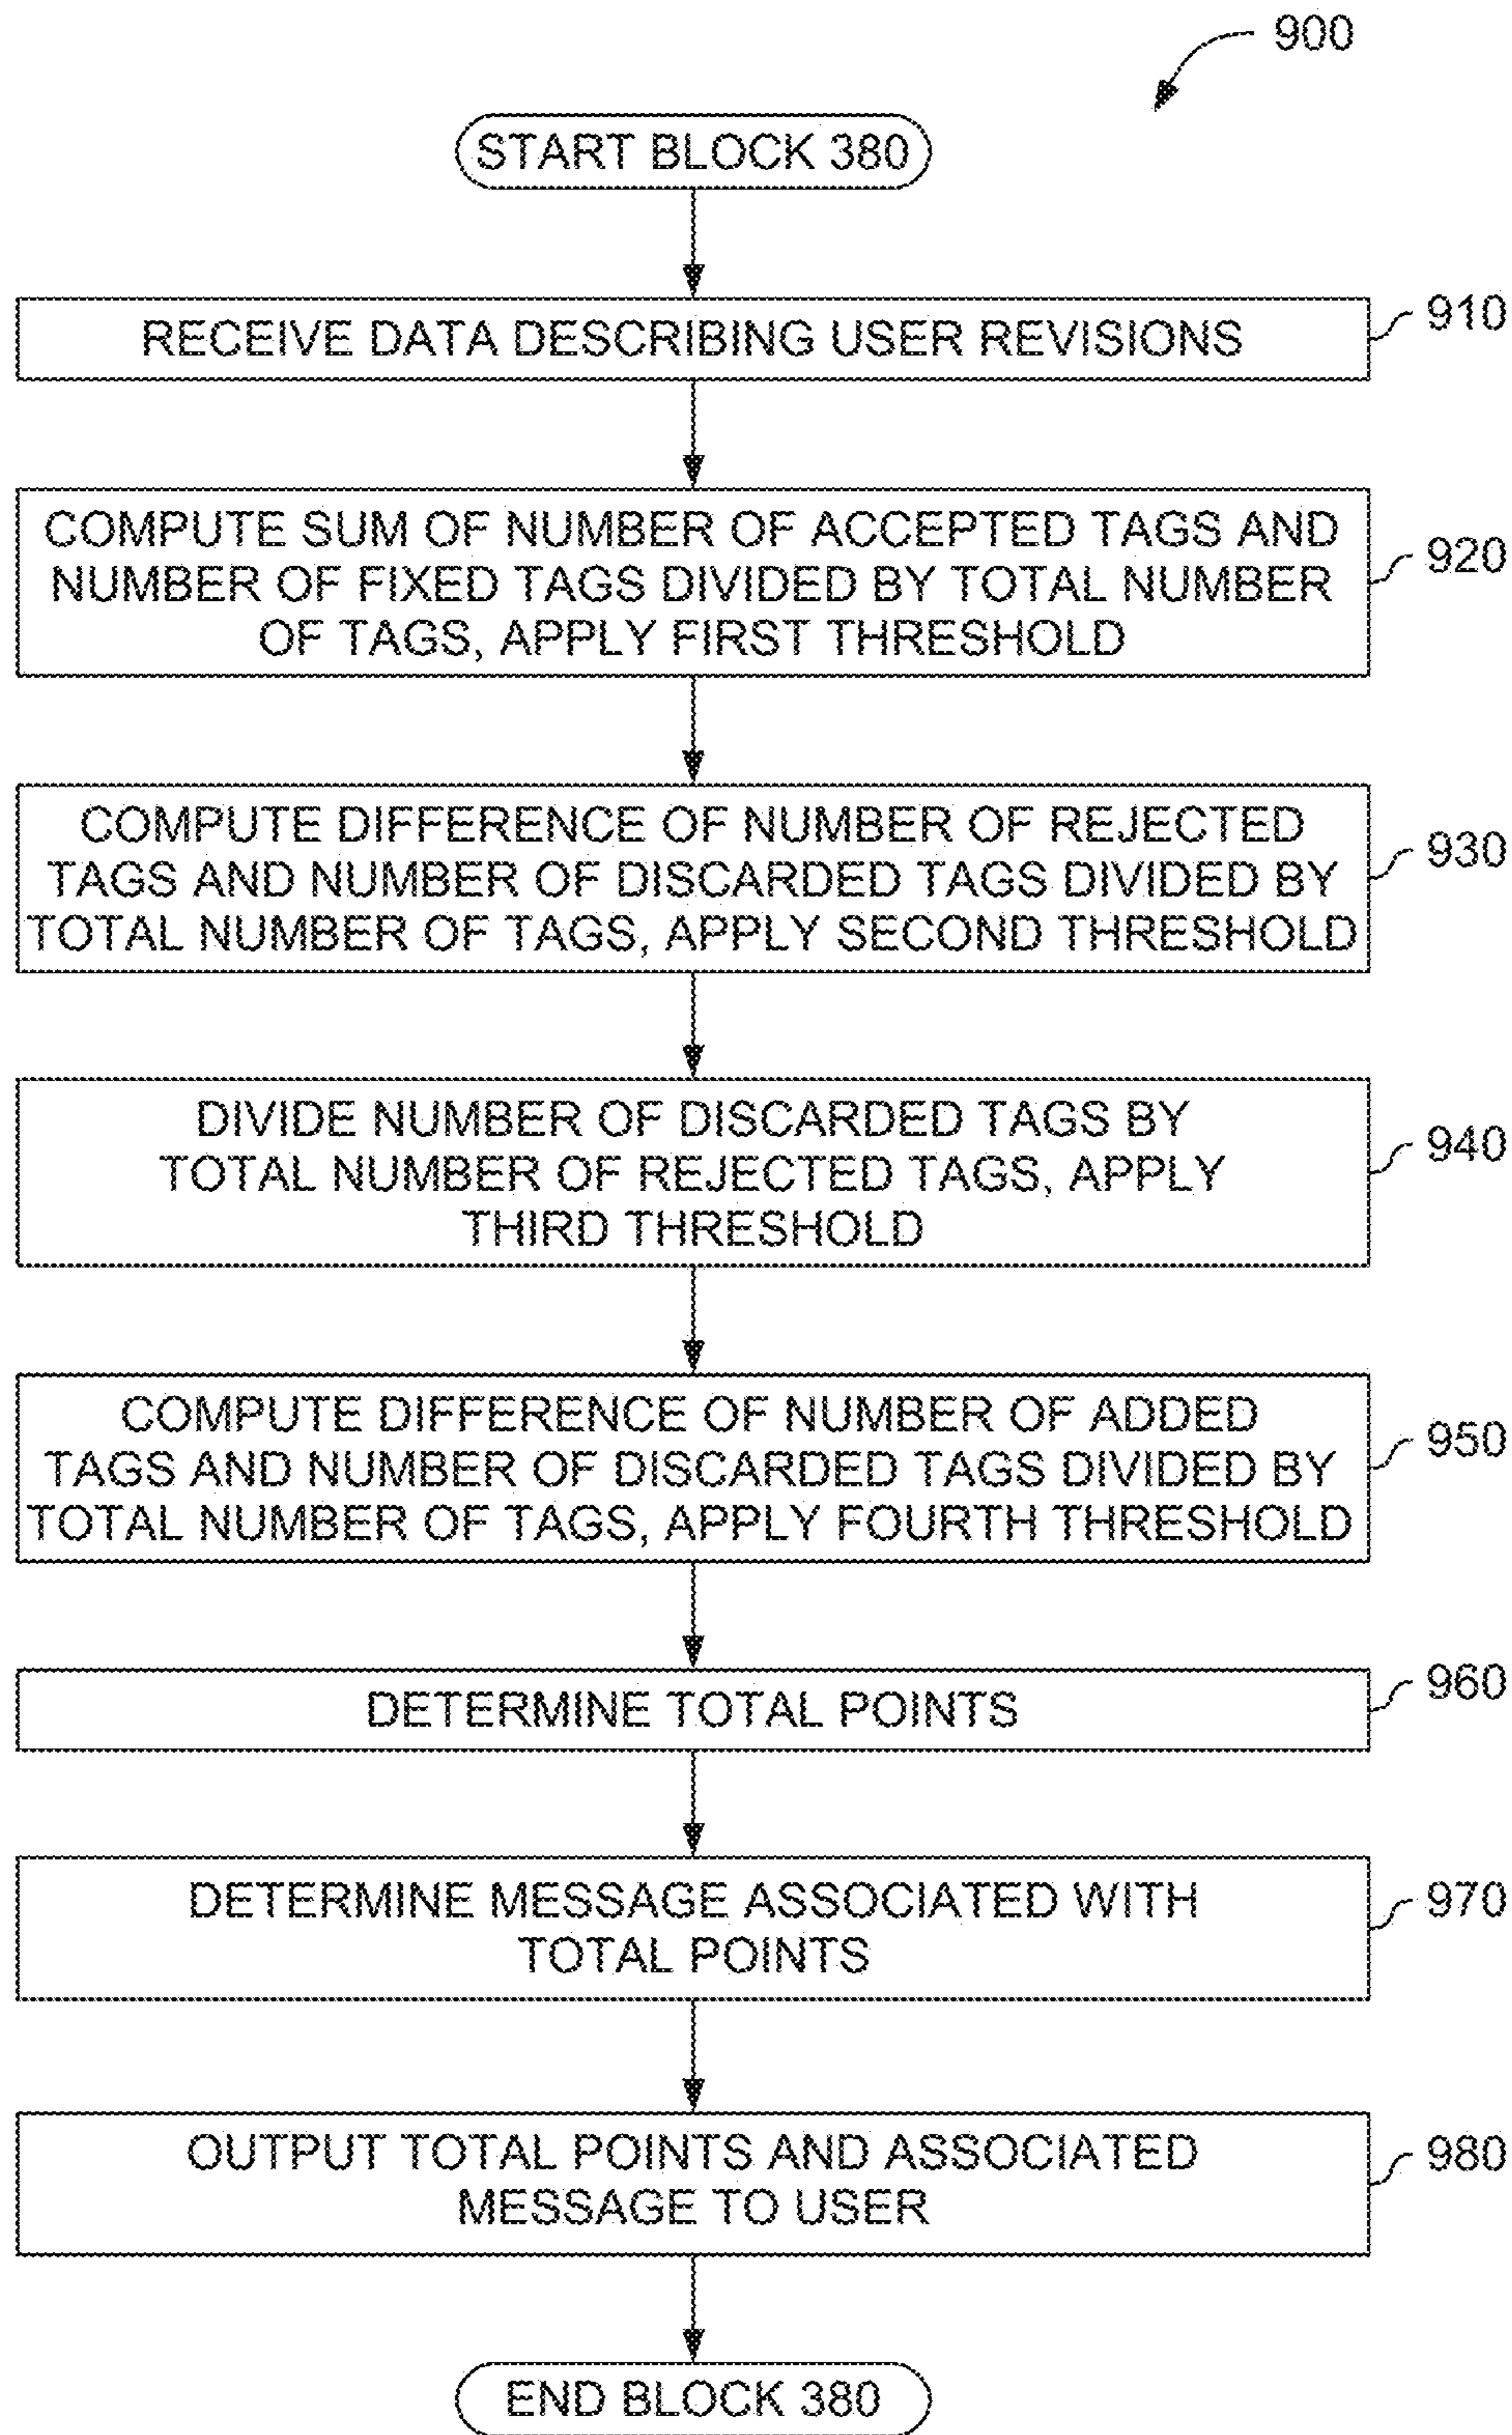 900
START BLOCK 380
RECEIVE DATA DESCRIBING USER REVISIONS
910
COMPUTE SUM OF NUMBER OF ACCEPTED TAGS AND
NUMBER OF FIXED TAGS DIVIDED BY TOTAL NUMBER
OF TAGS, APPLY FIRST THRESHOLD
920
COMPUTE DIFFERENCE OF NUMBER OF REJECTED
TAGS AND NUMBER OF DISCARDED TAGS DIVIDED BY
TOTAL NUMBER OF TAGS, APPLY SECOND THRESHOLD
930
DIVIDE NUMBER OF DISCARDED TAGS BY
TOTAL NUMBER OF REJECTED TAGS, APPLY
THIRD THRESHOLD
940
COMPUTE DIFFERENCE OF NUMBER OF ADDED
TAGS AND NUMBER OF DISCARDED TAGS DIVIDED BY
TOTAL NUMBER OF TAGS, APPLY FOURTH THRESHOLD
950
DETERMINE TOTAL POINTS
960
DETERMINE MESSAGE ASSOCIATED WITH
TOTAL POINTS
970
OUTPUT TOTAL POINTS AND ASSOCIATED
MESSAGE TO USER
980
END BLOCK 380